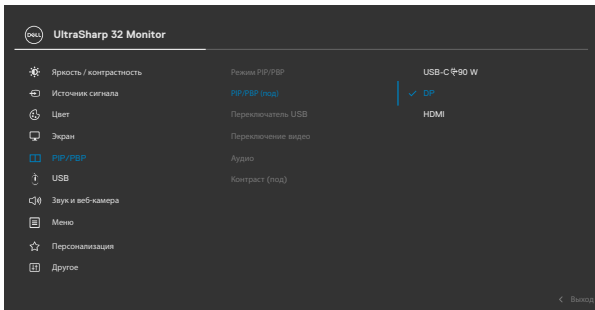 DELL UltraSharp 32 Monitor
Яркость / контрастность Режим PIP/PBP USB-C 90 W
Источник сигнала PIP/PBP (под) DP
Цвет Переключатель USB HDMI
Экран Переключение видео
PIP/PBP Аудио
USB Контраст (под)
Звук и веб-камера
Меню
Персонализация
Другое
Выход